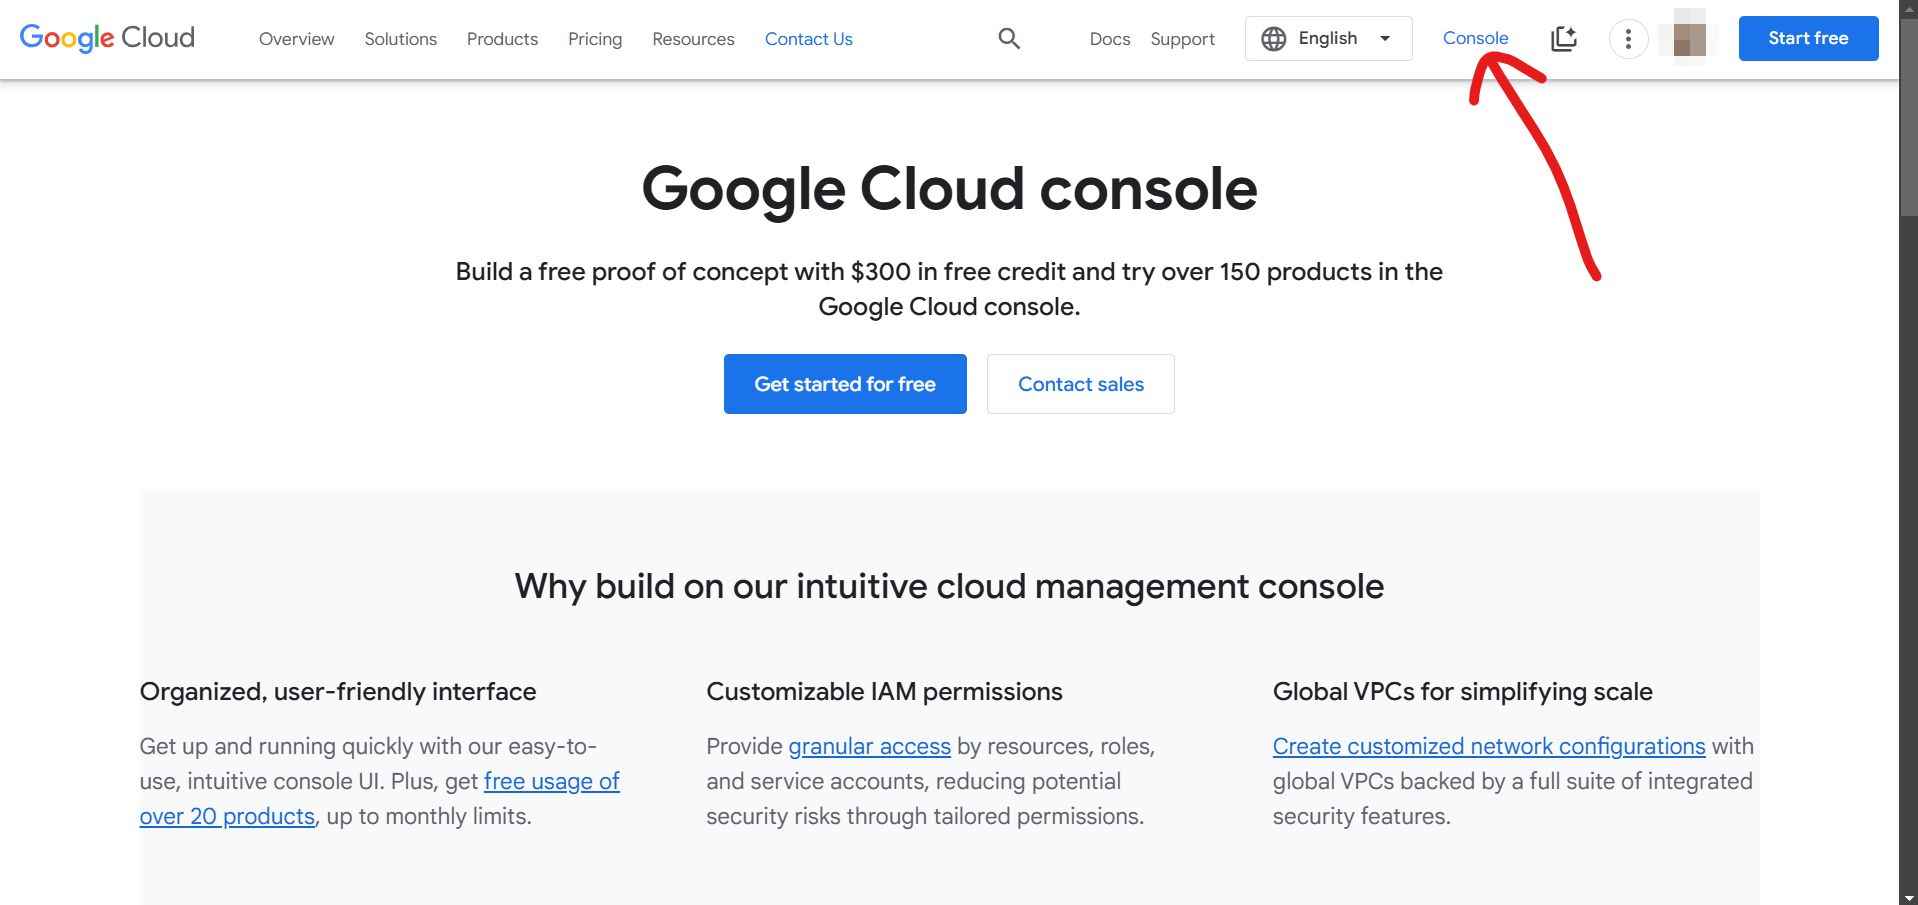 Google Cloud
Overview
Solutions
Products
Pricing
Resources
Contact Us
Docs
Support
English
Console
Start free
Google Cloud console
Build a free proof of concept with $300 in free credit and try over 150 products in the
Google Cloud console.
Get started for free
Contact sales
Why build on our intuitive cloud management console
Organized, user-friendly interface
Get up and running quickly with our easy-to-
use, intuitive console UI. Plus, get free usage of
over 20 products, up to monthly limits.
Customizable IAM permissions
Provide granular access by resources, roles,
and service accounts, reducing potential
security risks through tailored permissions.
Global VPCs for simplifying scale
Create customized network configurations with
global VPCs backed by a full suite of integrated
security features.